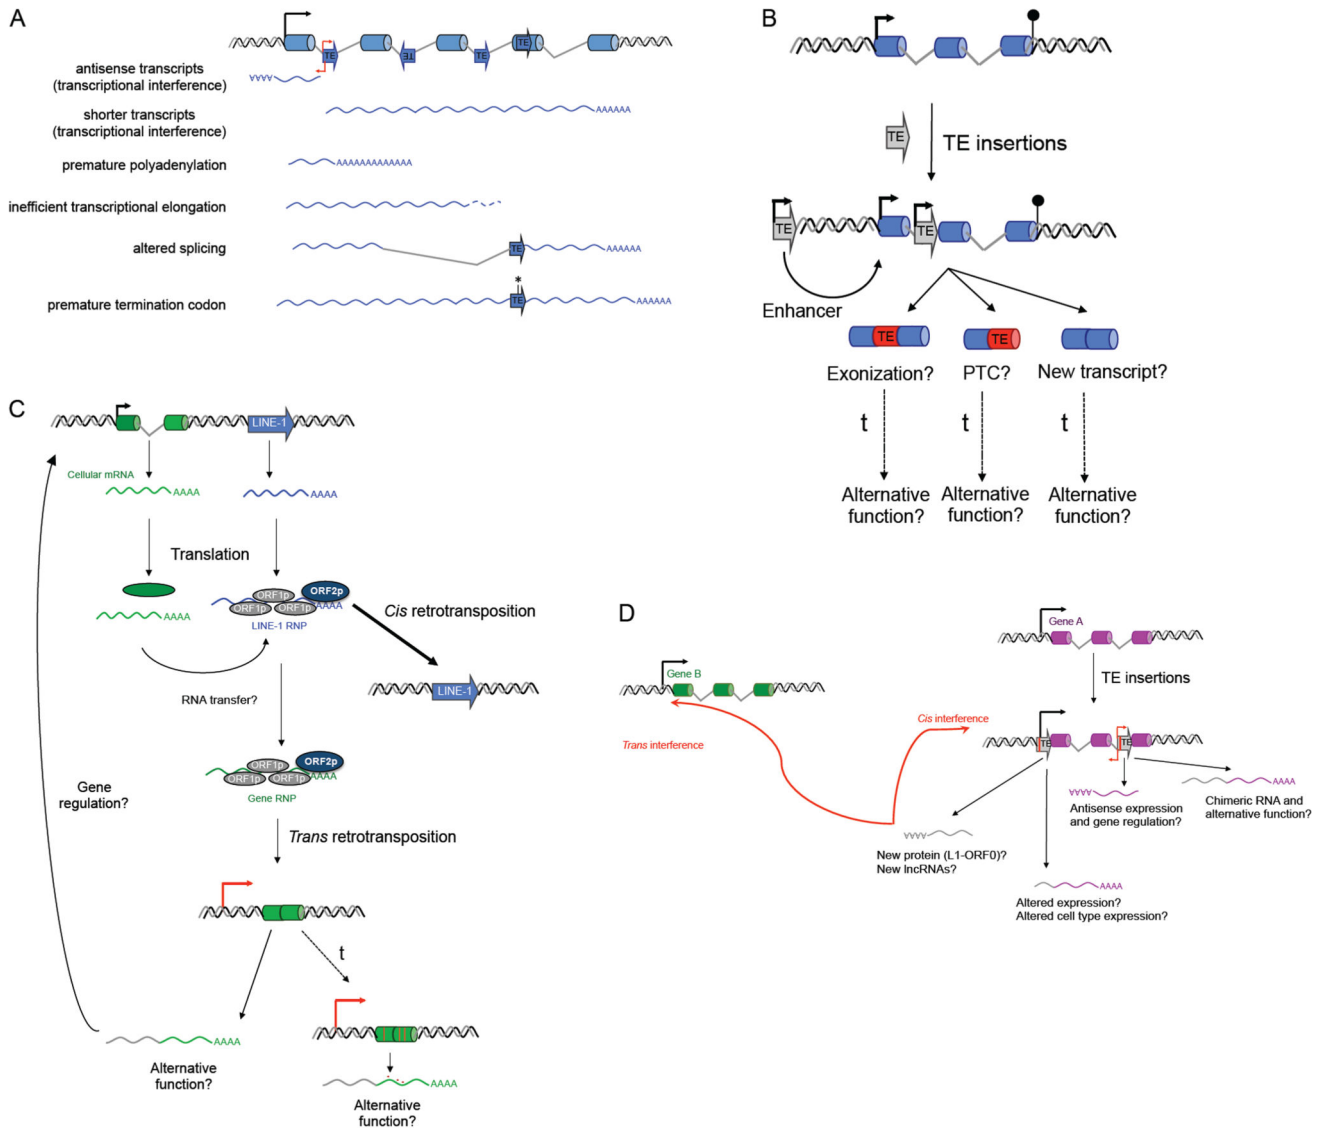 A
TE
TE
TE
TE
antisense transcripts
(transcriptional interference)
AAAA
shorter transcripts
(transcriptional interference)
AAAAAA
premature polyadenylation
AAAAAAAAAAAAA
inefficient transcriptional elongation
altered splicing
TE
AAAAAA
*
premature termination codon
TE
AAAAAA
B
TE
TE insertions
TE
TE
Enhancer
TE
TE
Exonization?
PTC?
New transcript?
t
t
t
Alternative
function?
Alternative
function?
Alternative
function?
C
LINE-1
Cellular mRNA
AAAA
AAAA
Translation
AAAA
ORF1p
ORF2p
ORF1p
ORF1p
AAAA
LINE-1 RNP
Cis retrotransposition
LINE-1
RNA transfer?
ORF1p
ORF2p
ORF1p
ORF1p
AAAA
Gene RNP
Gene
regulation?
Trans retrotransposition
t
AAAA
Alternative
function?
AAAA
Alternative
function?
D
Gene A
TE insertions
Gene B
Cis interference
Trans interference
TE
TE
AAAA
New protein (L1-ORF0)?
New lncRNAs?
AAAA
Antisense expression
and gene regulation?
AAAA
Chimeric RNA and
alternative function?
AAAA
Altered expression?
Altered cell type expression?